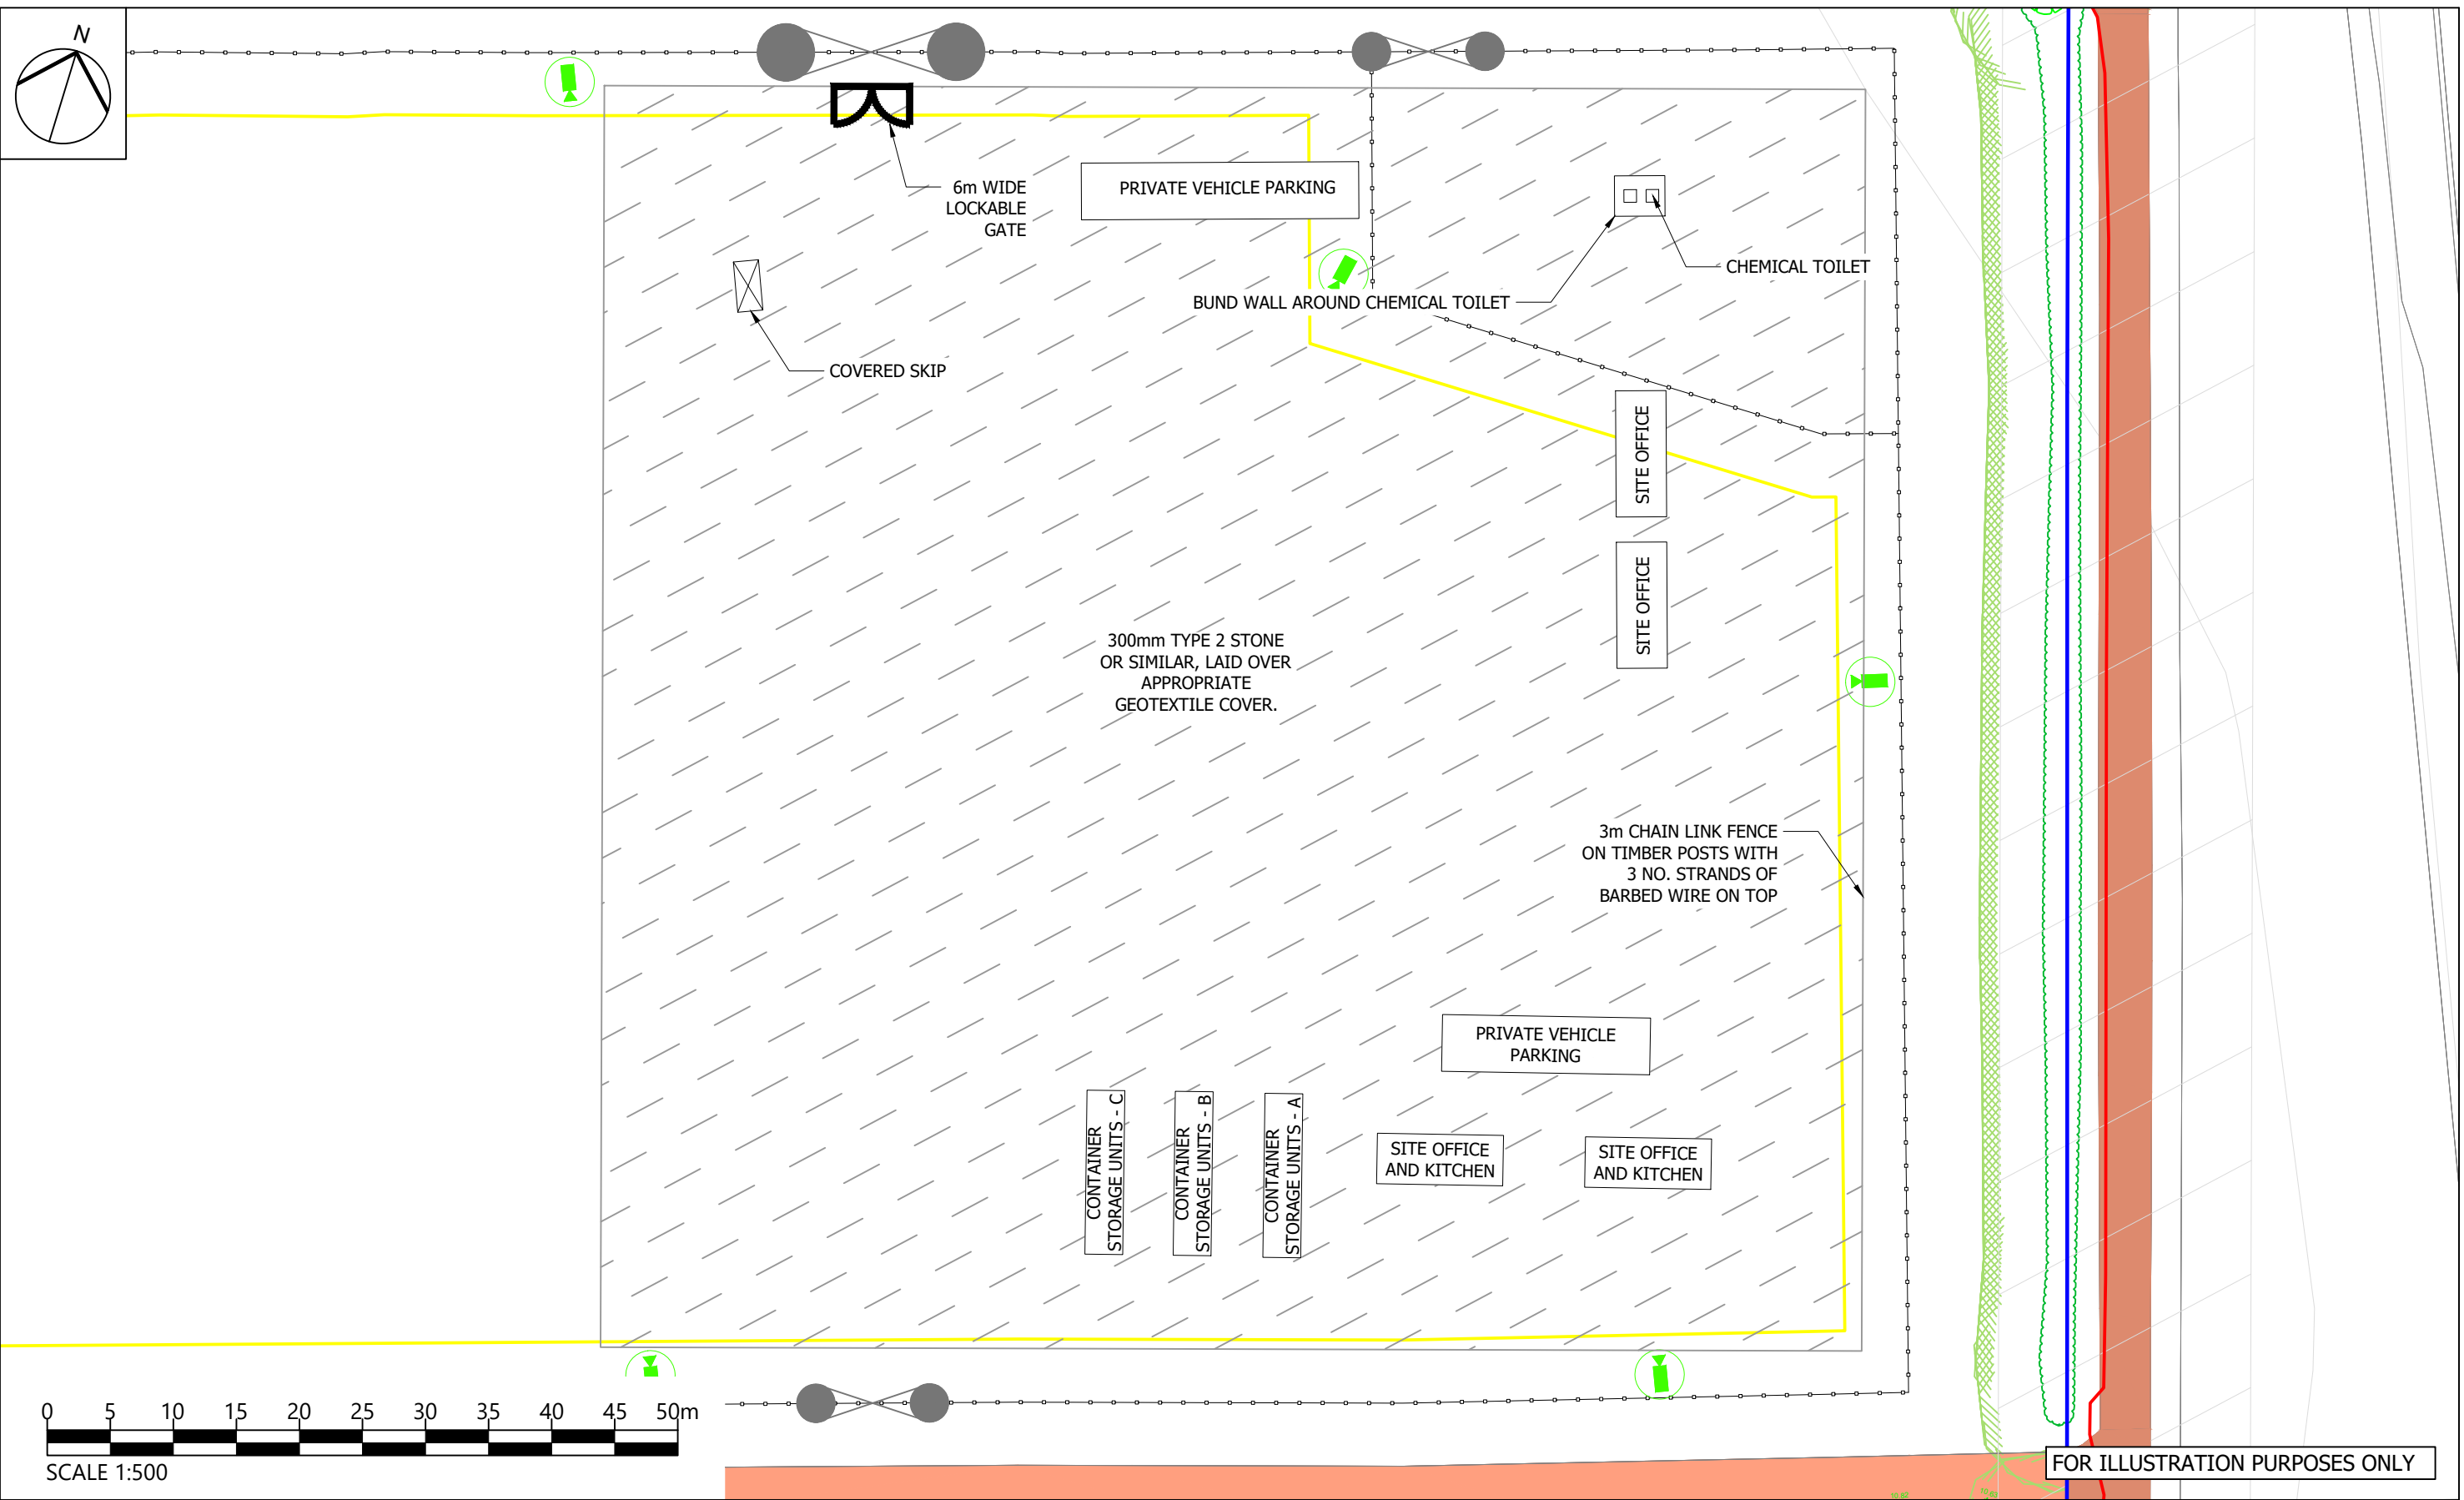 N
6m WIDE
LOCKABLE
GATE
PRIVATE VEHICLE PARKING
CHEMICAL TOILET
BUND WALL AROUND CHEMICAL TOILET
COVERED SKIP
SITE OFFICE
SITE OFFICE
300mm TYPE 2 STONE
OR SIMILAR, LAID OVER
APPROPRIATE
GEOTEXTILE COVER.
3m CHAIN LINK FENCE
ON TIMBER POSTS WITH
3 NO. STRANDS OF
BARBED WIRE ON TOP
PRIVATE VEHICLE
PARKING
CONTAINER
STORAGE UNITS - C
CONTAINER
STORAGE UNITS - B
CONTAINER
STORAGE UNITS - A
SITE OFFICE
AND KITCHEN
SITE OFFICE
AND KITCHEN
0 5 10 15 20 25 30 35 40 45 50m
SCALE 1:500
FOR ILLUSTRATION PURPOSES ONLY